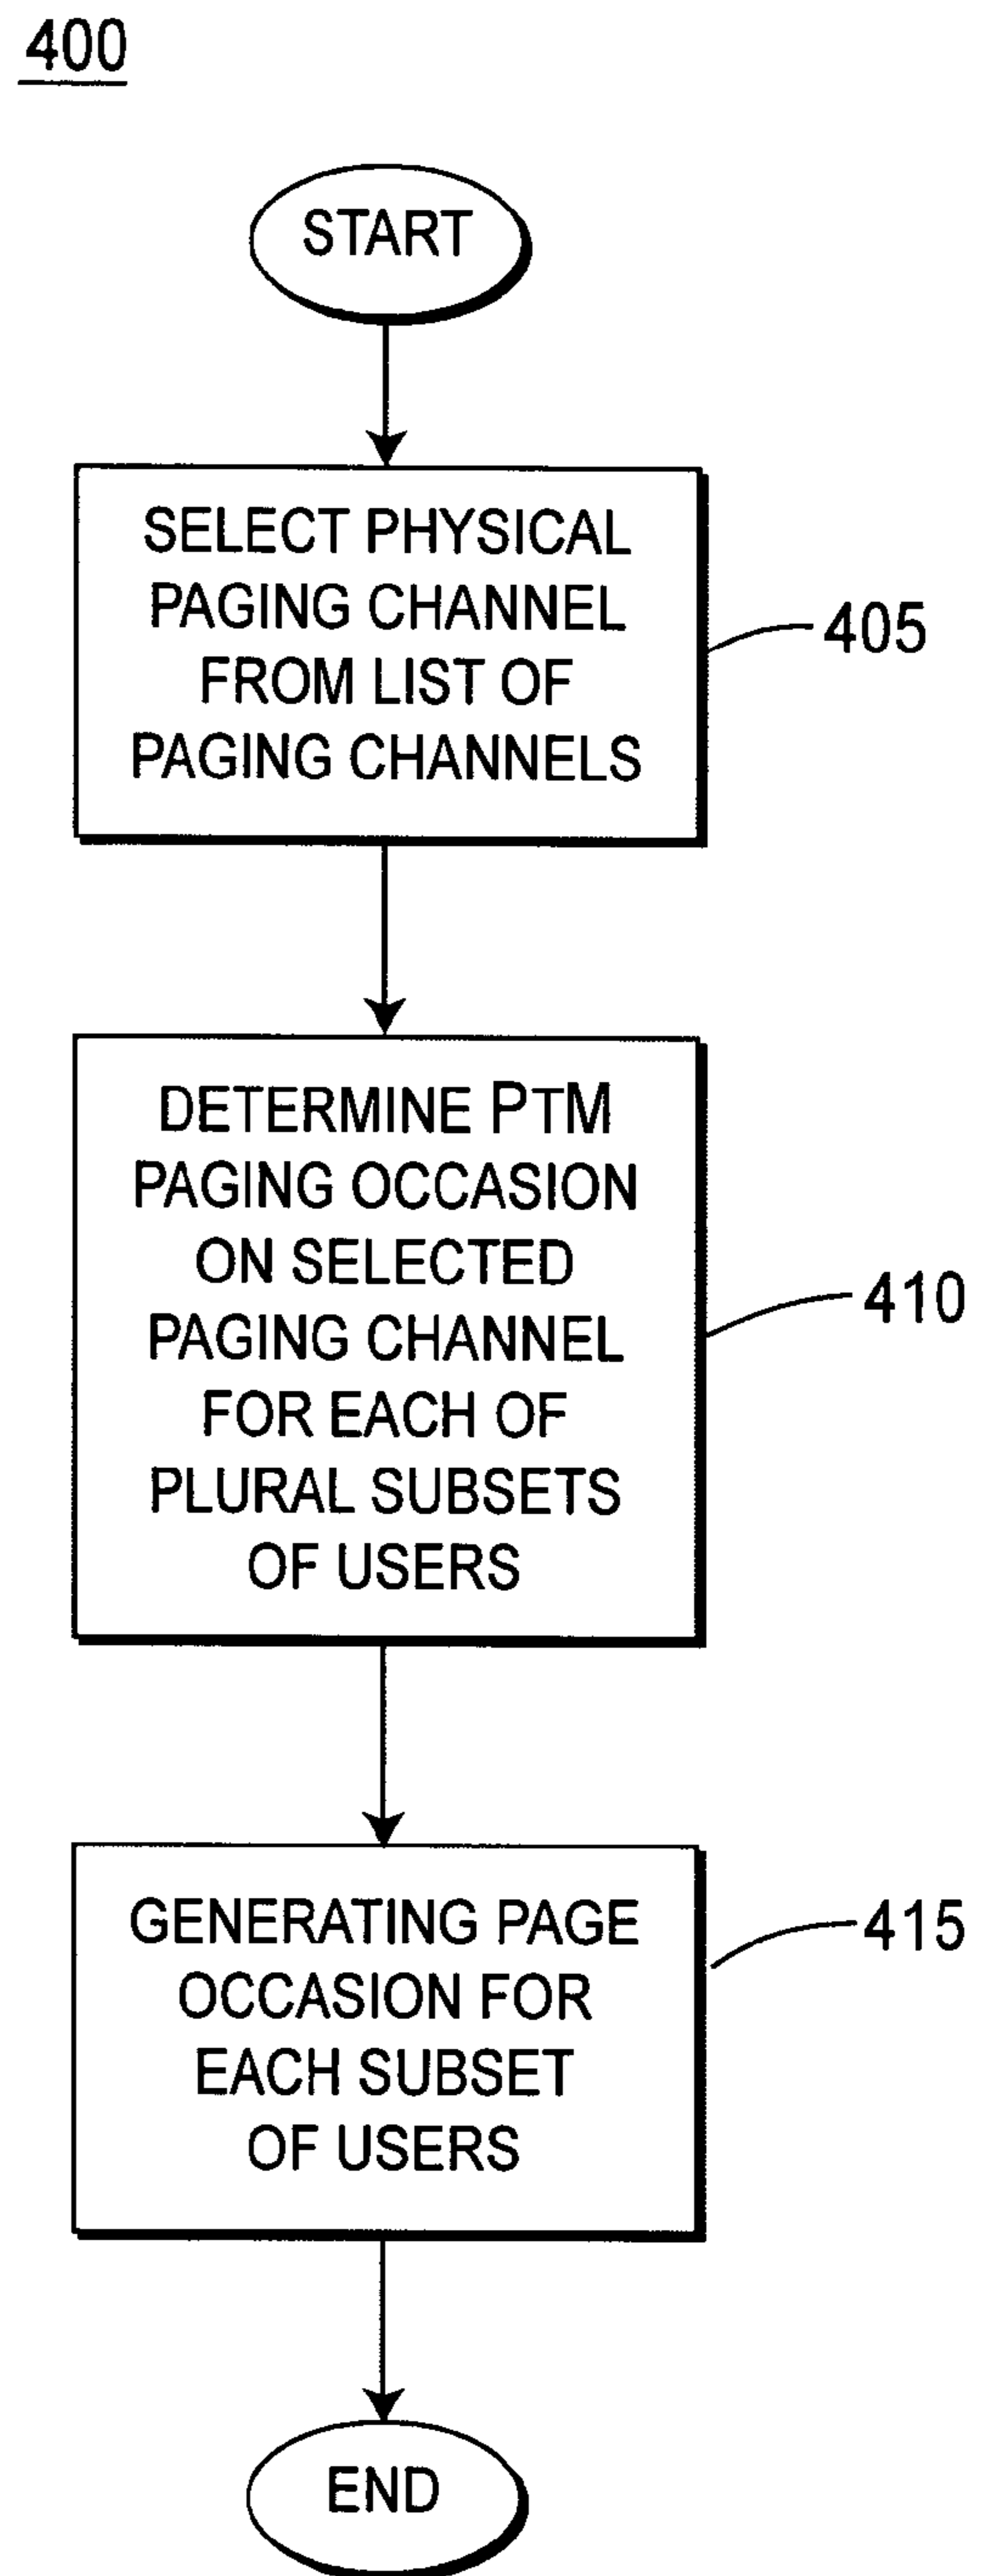 400
START
SELECT PHYSICAL
PAGING CHANNEL
FROM LIST OF
PAGING CHANNELS
405
DETERMINE PTM
PAGING OCCASION
ON SELECTED
PAGING CHANNEL
FOR EACH OF
PLURAL SUBSETS
OF USERS
410
GENERATING PAGE
OCCASION FOR
EACH SUBSET
OF USERS
415
END